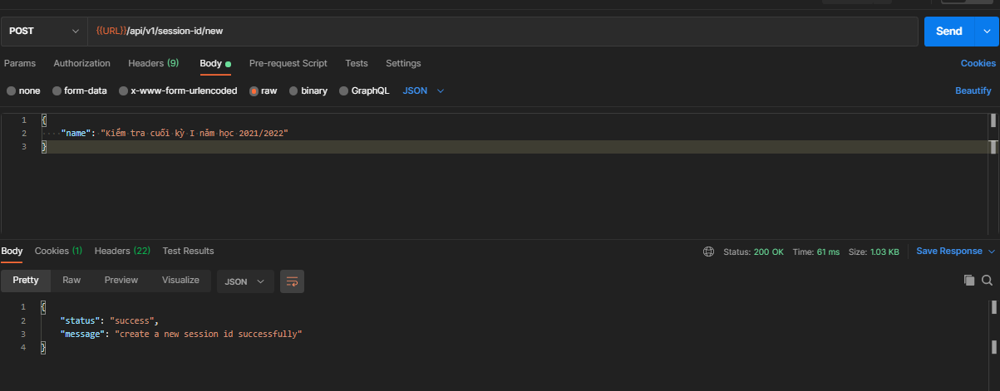 POST {{URL}}/api/v1/session-id/new Send
Params Authorization Headers (9) Body Pre-request Script Tests Settings Cookies
none form-data x-www-form-urlencoded raw binary GraphQL JSON Beautify
1 {
2 "name": "Kiểm tra cuối kỳ I năm học 2021/2022"
3 }
Body Cookies (1) Headers (22) Test Results Status: 200 OK Time: 61 ms Size: 1.03 KB Save Response
Pretty Raw Preview Visualize JSON
1 {
2 "status": "success",
3 "message": "create a new session id successfully"
4 }